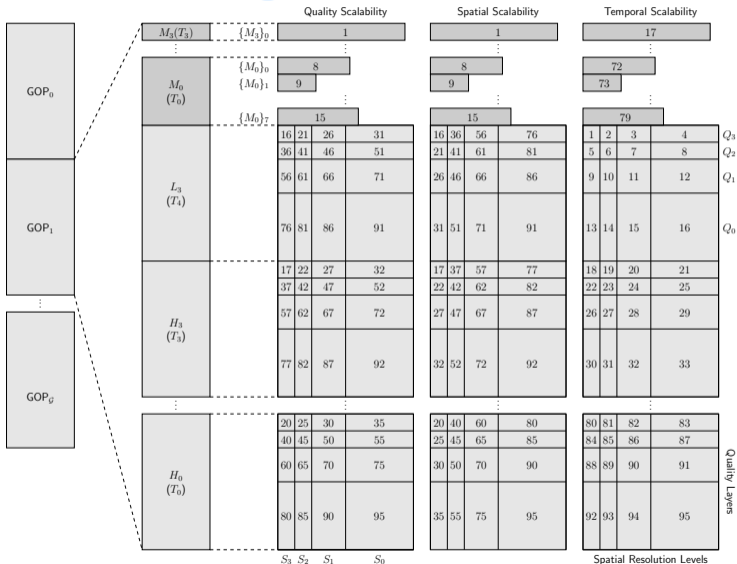 Quality Scalability Spatial Scalability Temporal Scalability
M₃(T₃) {M₃}₀ 1 1 17
⋮ ⋮ ⋮ ⋮
{M₀}₀ 8 8 72
{M₀}₁ 9 9 73
GOP₀ M₀
(T₀)
⋮ ⋮ ⋮
{M₀}₇ 15 15 79
16 21 26 31 16 36 56 76 1 2 3 4 Q₃
36 41 46 51 21 41 61 81 5 6 7 8 Q₂
56 61 66 71 26 46 66 86 9 10 11 12 Q₁
L₃
(T₄)
GOP₁ 76 81 86 91 31 51 71 91 13 14 15 16 Q₀
17 22 27 32 17 37 57 77 18 19 20 21
37 42 47 52 22 42 62 82 22 23 24 25
⋮
57 62 67 72 27 47 67 87 26 27 28 29
H₃
(T₃)
77 82 87 92 32 52 72 92 30 31 32 33
GOP𝒢
⋮ ⋮ ⋮ ⋮
20 25 30 35 20 40 60 80 80 81 82 83
40 45 50 55 25 45 65 85 84 85 86 87
60 65 70 75 30 50 70 90 88 89 90 91
H₀
(T₀)
80 85 90 95 35 55 75 95 92 93 94 95
Quality Layers
S₃ S₂ S₁ S₀ Spatial Resolution Levels